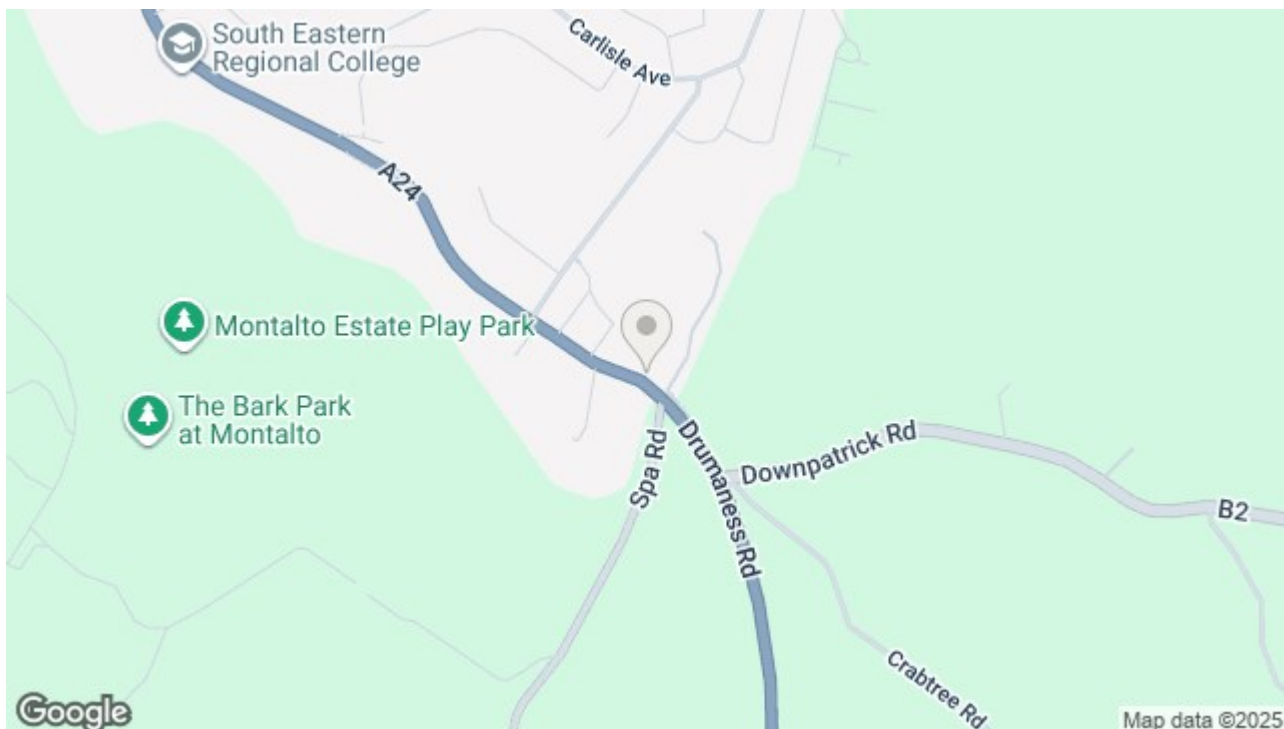 South Eastern
Regional College
Carlisle Ave
A24
Montalto Estate Play Park
The Bark Park
at Montalto
Spa Rd
Drumaness Rd
Downpatrick Rd
B2
Crabtree Rd
Google
Map data ©2025